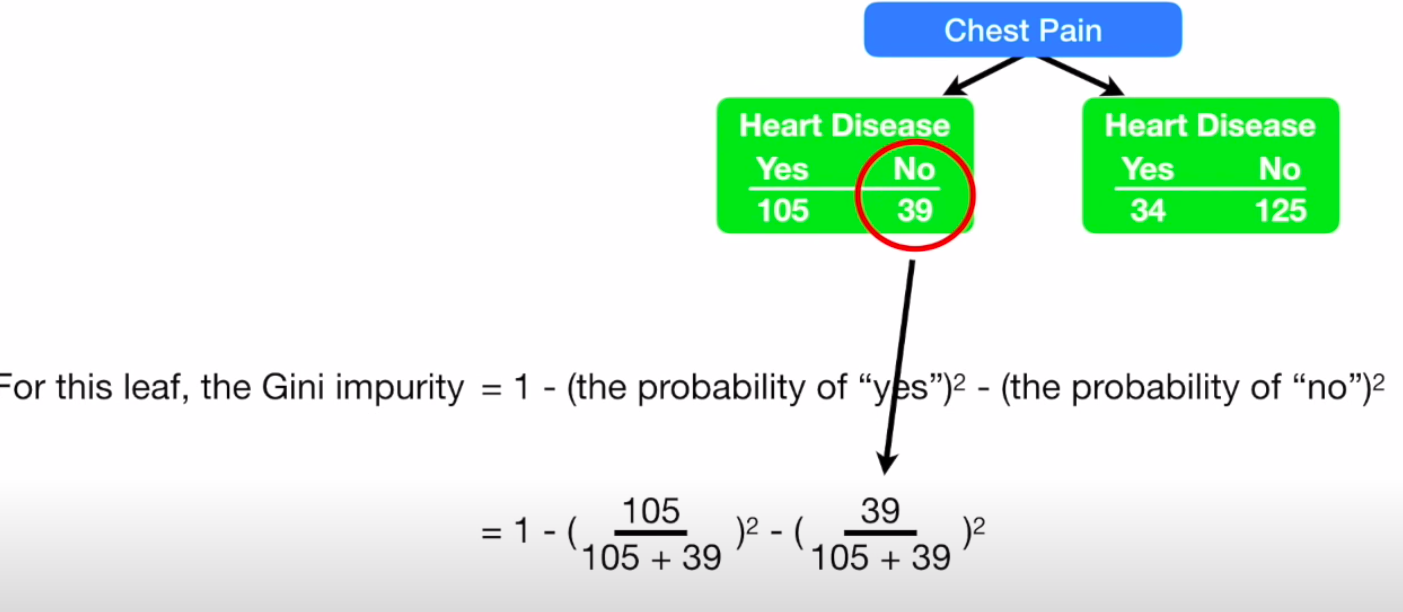 Chest Pain
Heart Disease
Yes No
105 39
Heart Disease
Yes No
34 125
For this leaf, the Gini impurity = 1 - (the probability of “yes”)² - (the probability of “no”)²
= 1 - ( 105 / 105 + 39 )² - ( 39 / 105 + 39 )²